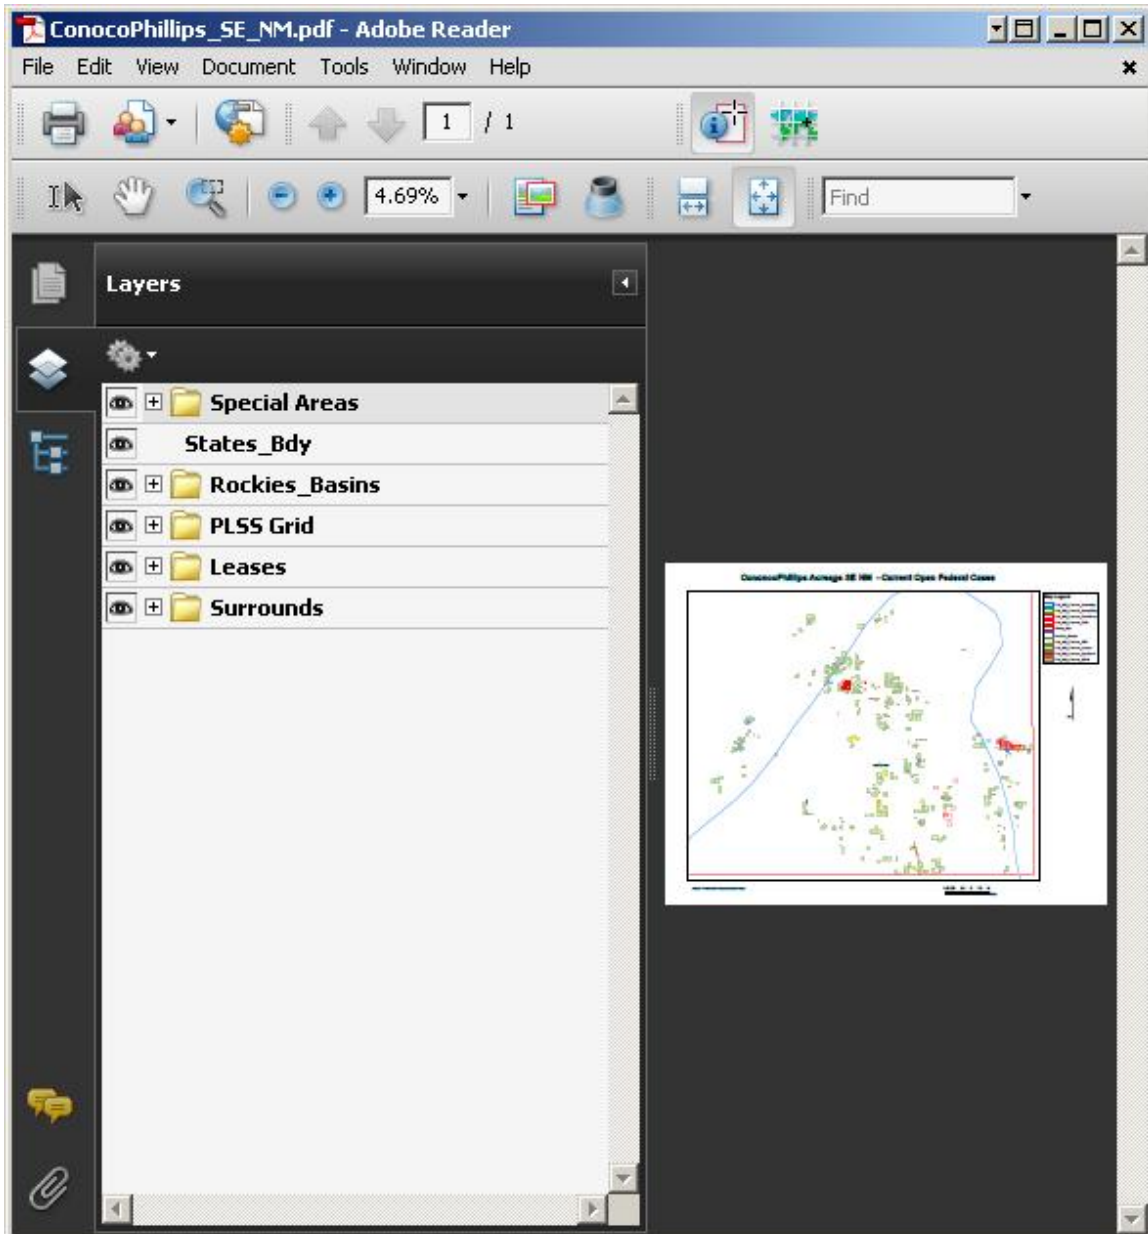 ConocoPhillips_SE_NM.pdf - Adobe Reader
File Edit View Document Tools Window Help
1 / 1
4.69% Find
Layers
Special Areas
States_Bdy
Rockies_Basins
PLSS Grid
Leases
Surrounds
ConocoPhillips Acreage SE NM - Current Open Federal Cases